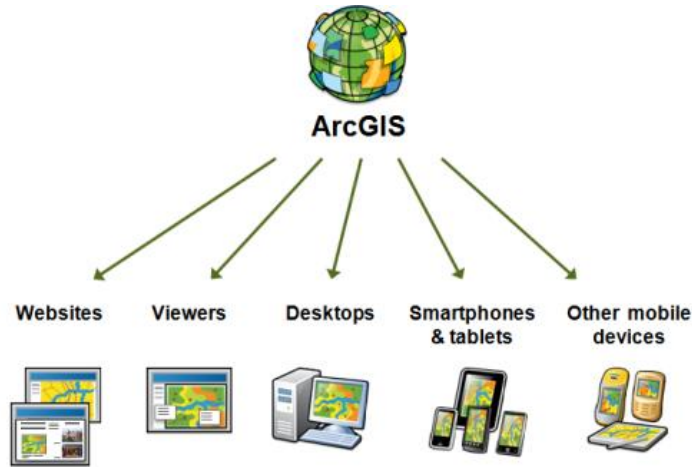 ArcGIS
Websites
Viewers
Desktops
Smartphones
& tablets
Other mobile
devices